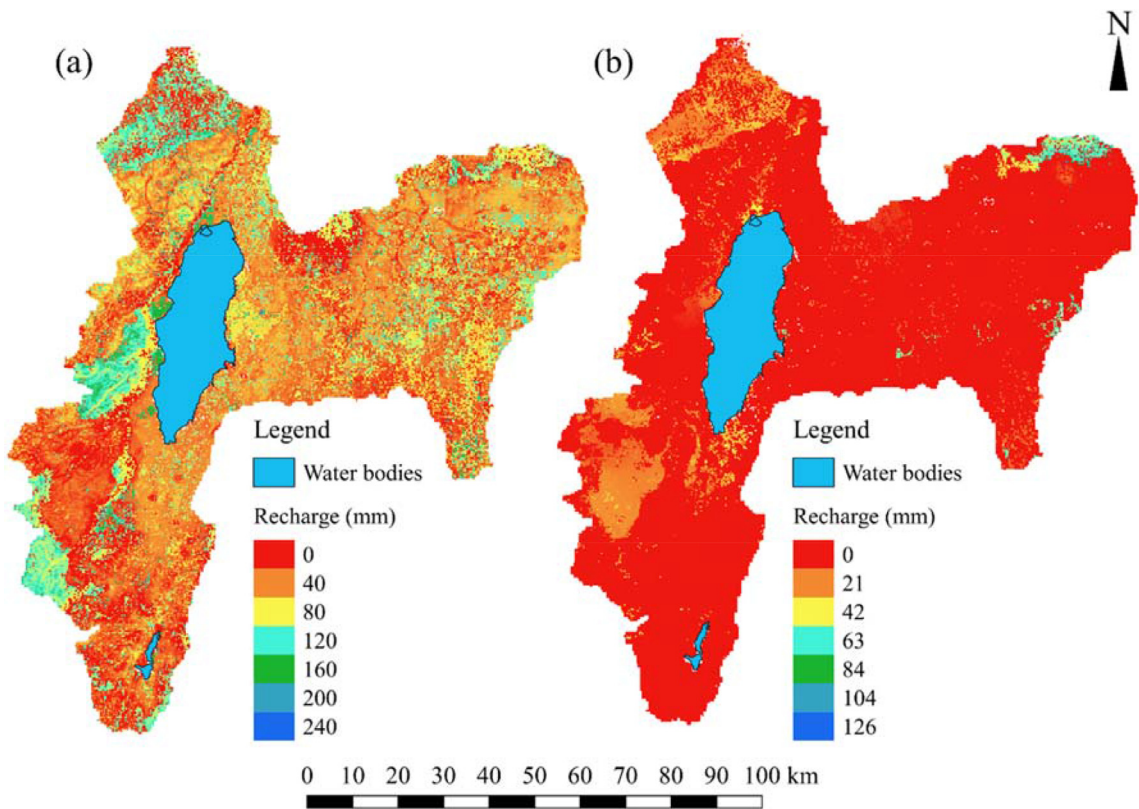 (a)
(b)
N
Legend
Water bodies
Recharge (mm)
0
40
80
120
160
200
240
Legend
Water bodies
Recharge (mm)
0
21
42
63
84
104
126
0 10 20 30 40 50 60 70 80 90 100 km